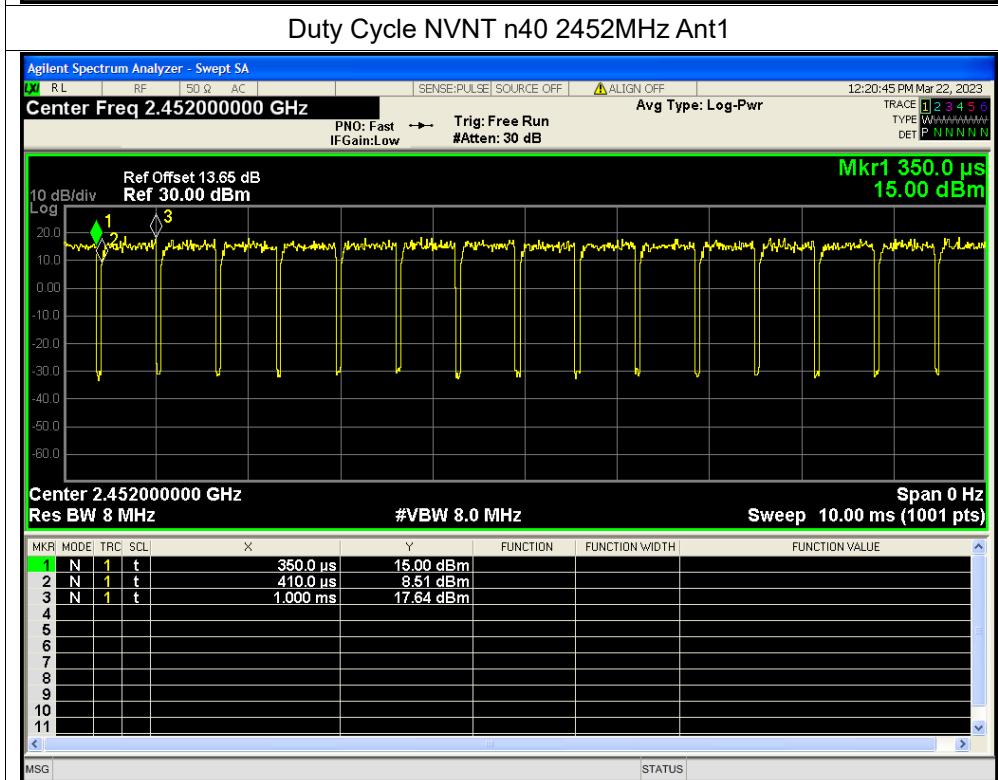 Duty Cycle NVNT n40 2452MHz Ant1
Agilent Spectrum Analyzer - Swept SA
LXI RL RF 50 Ω AC SENSE:PULSE SOURCE OFF ALIGN OFF 12:20:45 PM Mar 22, 2023
Center Freq 2.452000000 GHz Avg Type: Log-Pwr TRACE 1 2 3 4 5 6
PNO: Fast Trig: Free Run TYPE
IFGain:Low #Atten: 30 dB DET P N N N N N
Mkr1 350.0 µs
Ref Offset 13.65 dB
10 dB/div Ref 30.00 dBm 15.00 dBm
Log
1 2 3
20.0
10.0
0.00
-10.0
-20.0
-30.0
-40.0
-50.0
-60.0
Center 2.452000000 GHz Span 0 Hz
Res BW 8 MHz #VBW 8.0 MHz Sweep 10.00 ms (1001 pts)
MKR MODE TRC SCL X Y FUNCTION FUNCTION WIDTH FUNCTION VALUE
1 N 1 t 350.0 µs 15.00 dBm
2 N 1 t 410.0 µs 8.51 dBm
3 N 1 t 1.000 ms 17.64 dBm
4
5
6
7
8
9
10
11
MSG STATUS